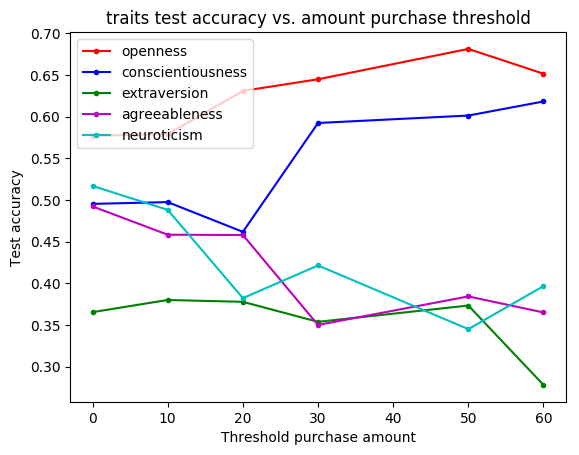 traits test accuracy vs. amount purchase threshold
0.70
0.65
0.60
0.55
0.50
0.45
0.40
0.35
0.30
Test accuracy
openness
conscientiousness
extraversion
agreeableness
neuroticism
0 10 20 30 40 50 60
Threshold purchase amount